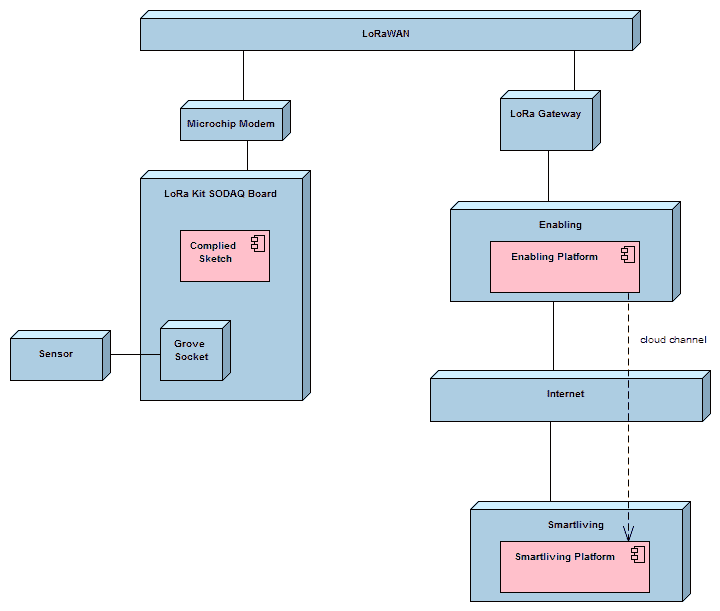 LoRaWAN
Microchip Modem
LoRa Gateway
LoRa Kit SODAQ Board
Complied
Sketch
Grove
Socket
Sensor
Enabling
Enabling Platform
cloud channel
Internet
Smartliving
Smartliving Platform